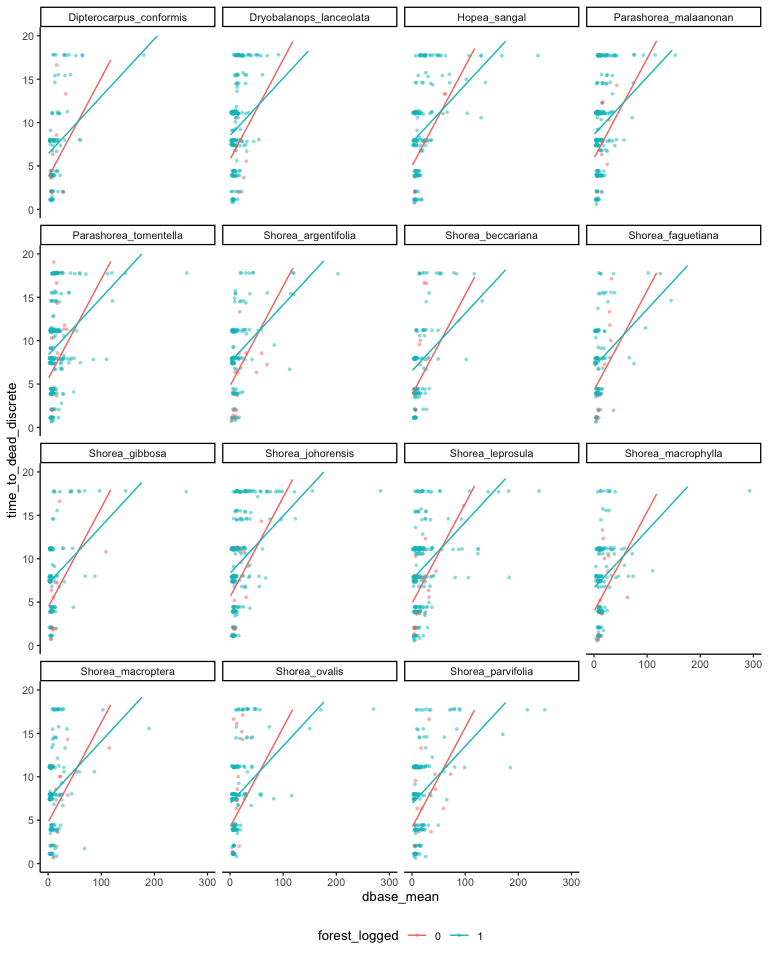 Dipterocarpus_conformis Dryobalanops_lanceolata Hopea_sangal Parashorea_malaanonan
20
15
10
5
0
Parashorea_tomentella Shorea_argentifolia Shorea_beccariana Shorea_faguetiana
20
15
10
5
0
time_to_dead_discrete
Shorea_gibbosa Shorea_johorensis Shorea_leprosula Shorea_macrophylla
20
15
10
5
0
0 100 200 300
Shorea_macroptera Shorea_ovalis Shorea_parvifolia
20
15
10
5
0
0 100 200 300 0 100 200 300 0 100 200 300
dbase_mean
forest_logged 0 1